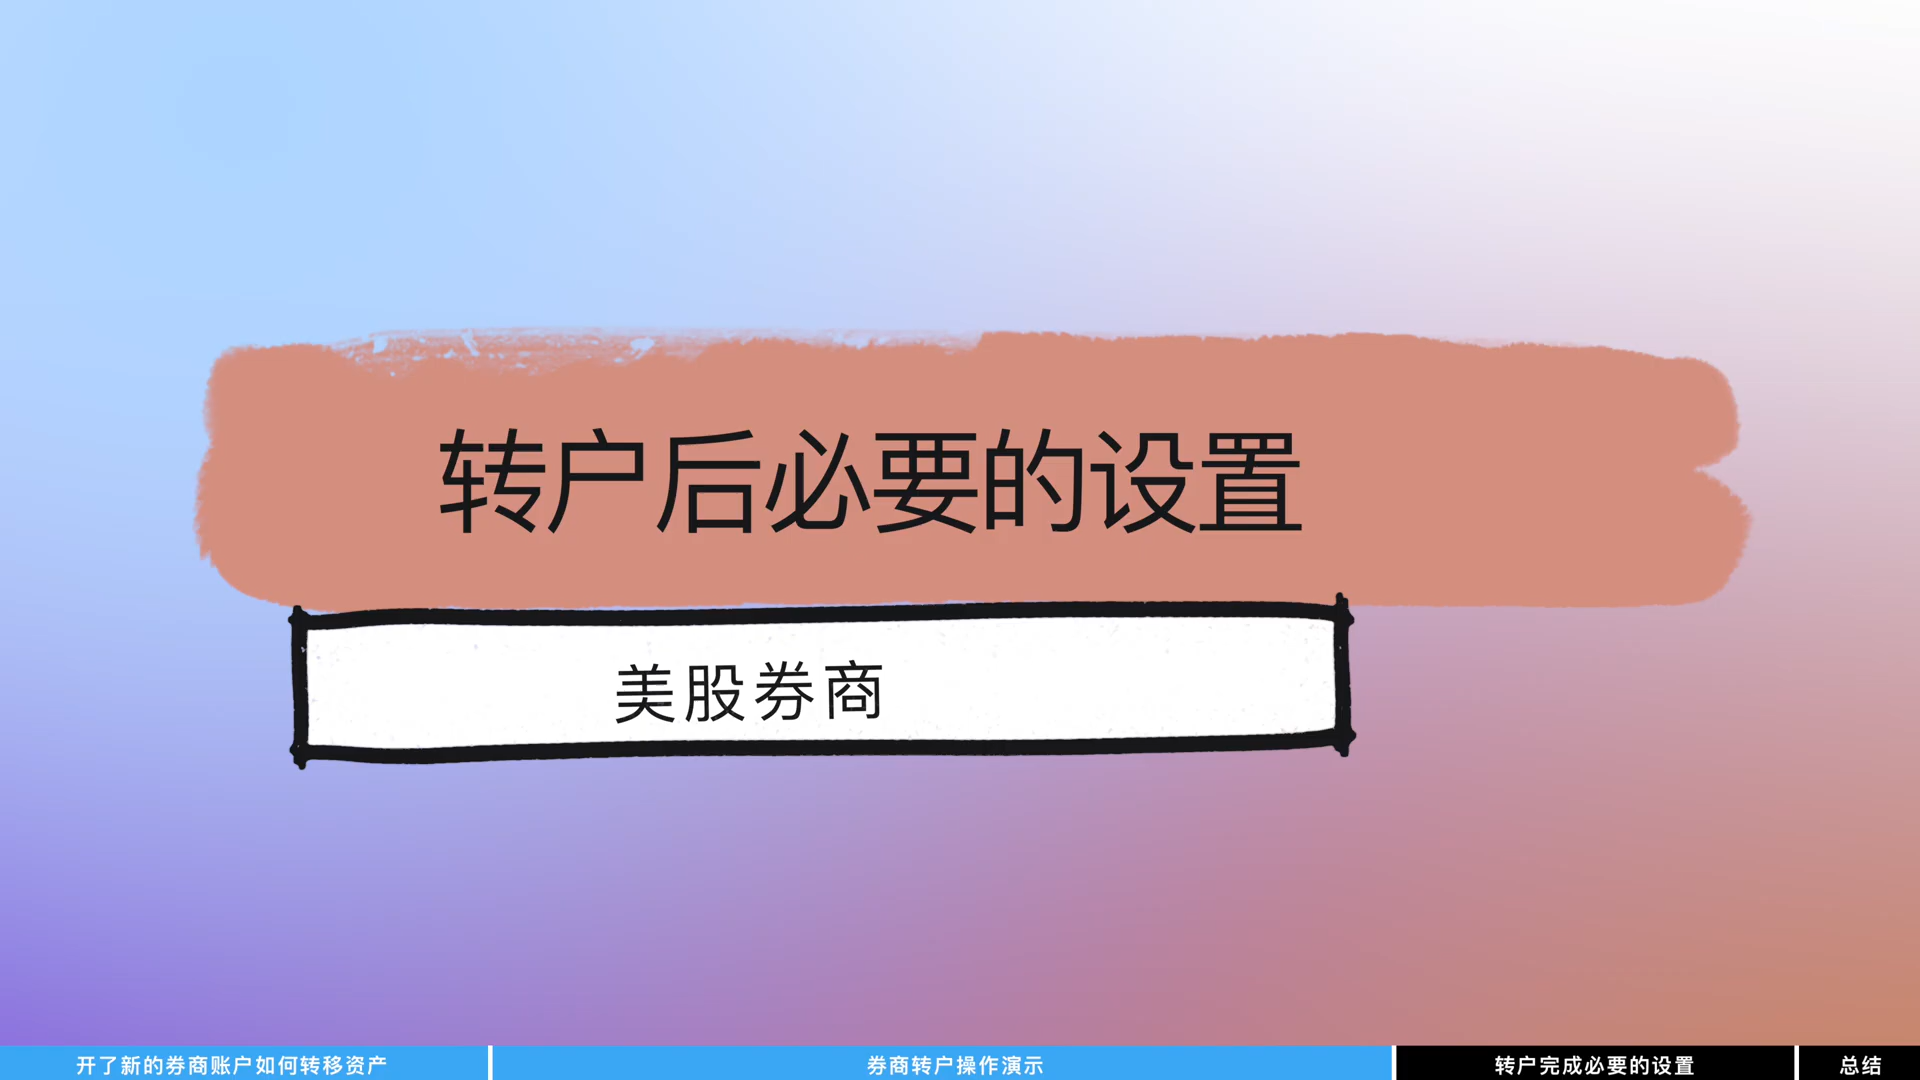 转户后必要的设置
美股券商
开了新的券商账户如何转移资产
券商转户操作演示
转户完成必要的设置
总结